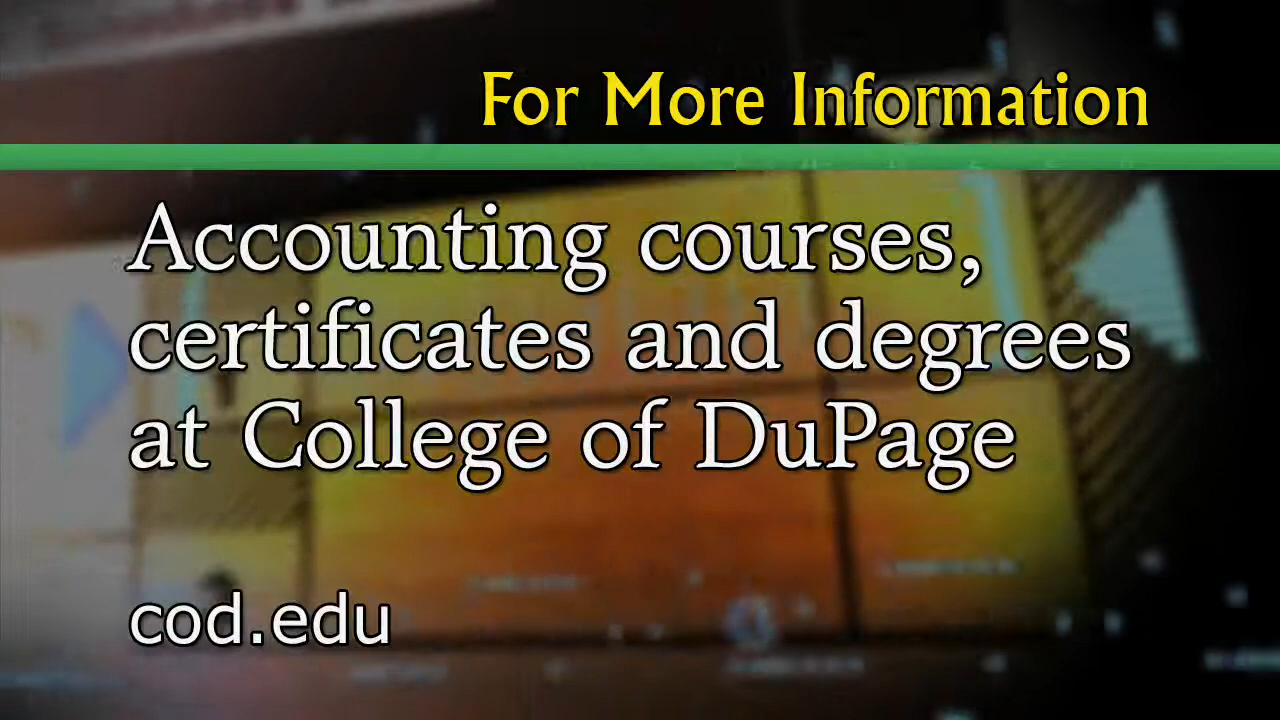 For More Information
Accounting courses,
certificates and degrees
at College of DuPage
cod.edu